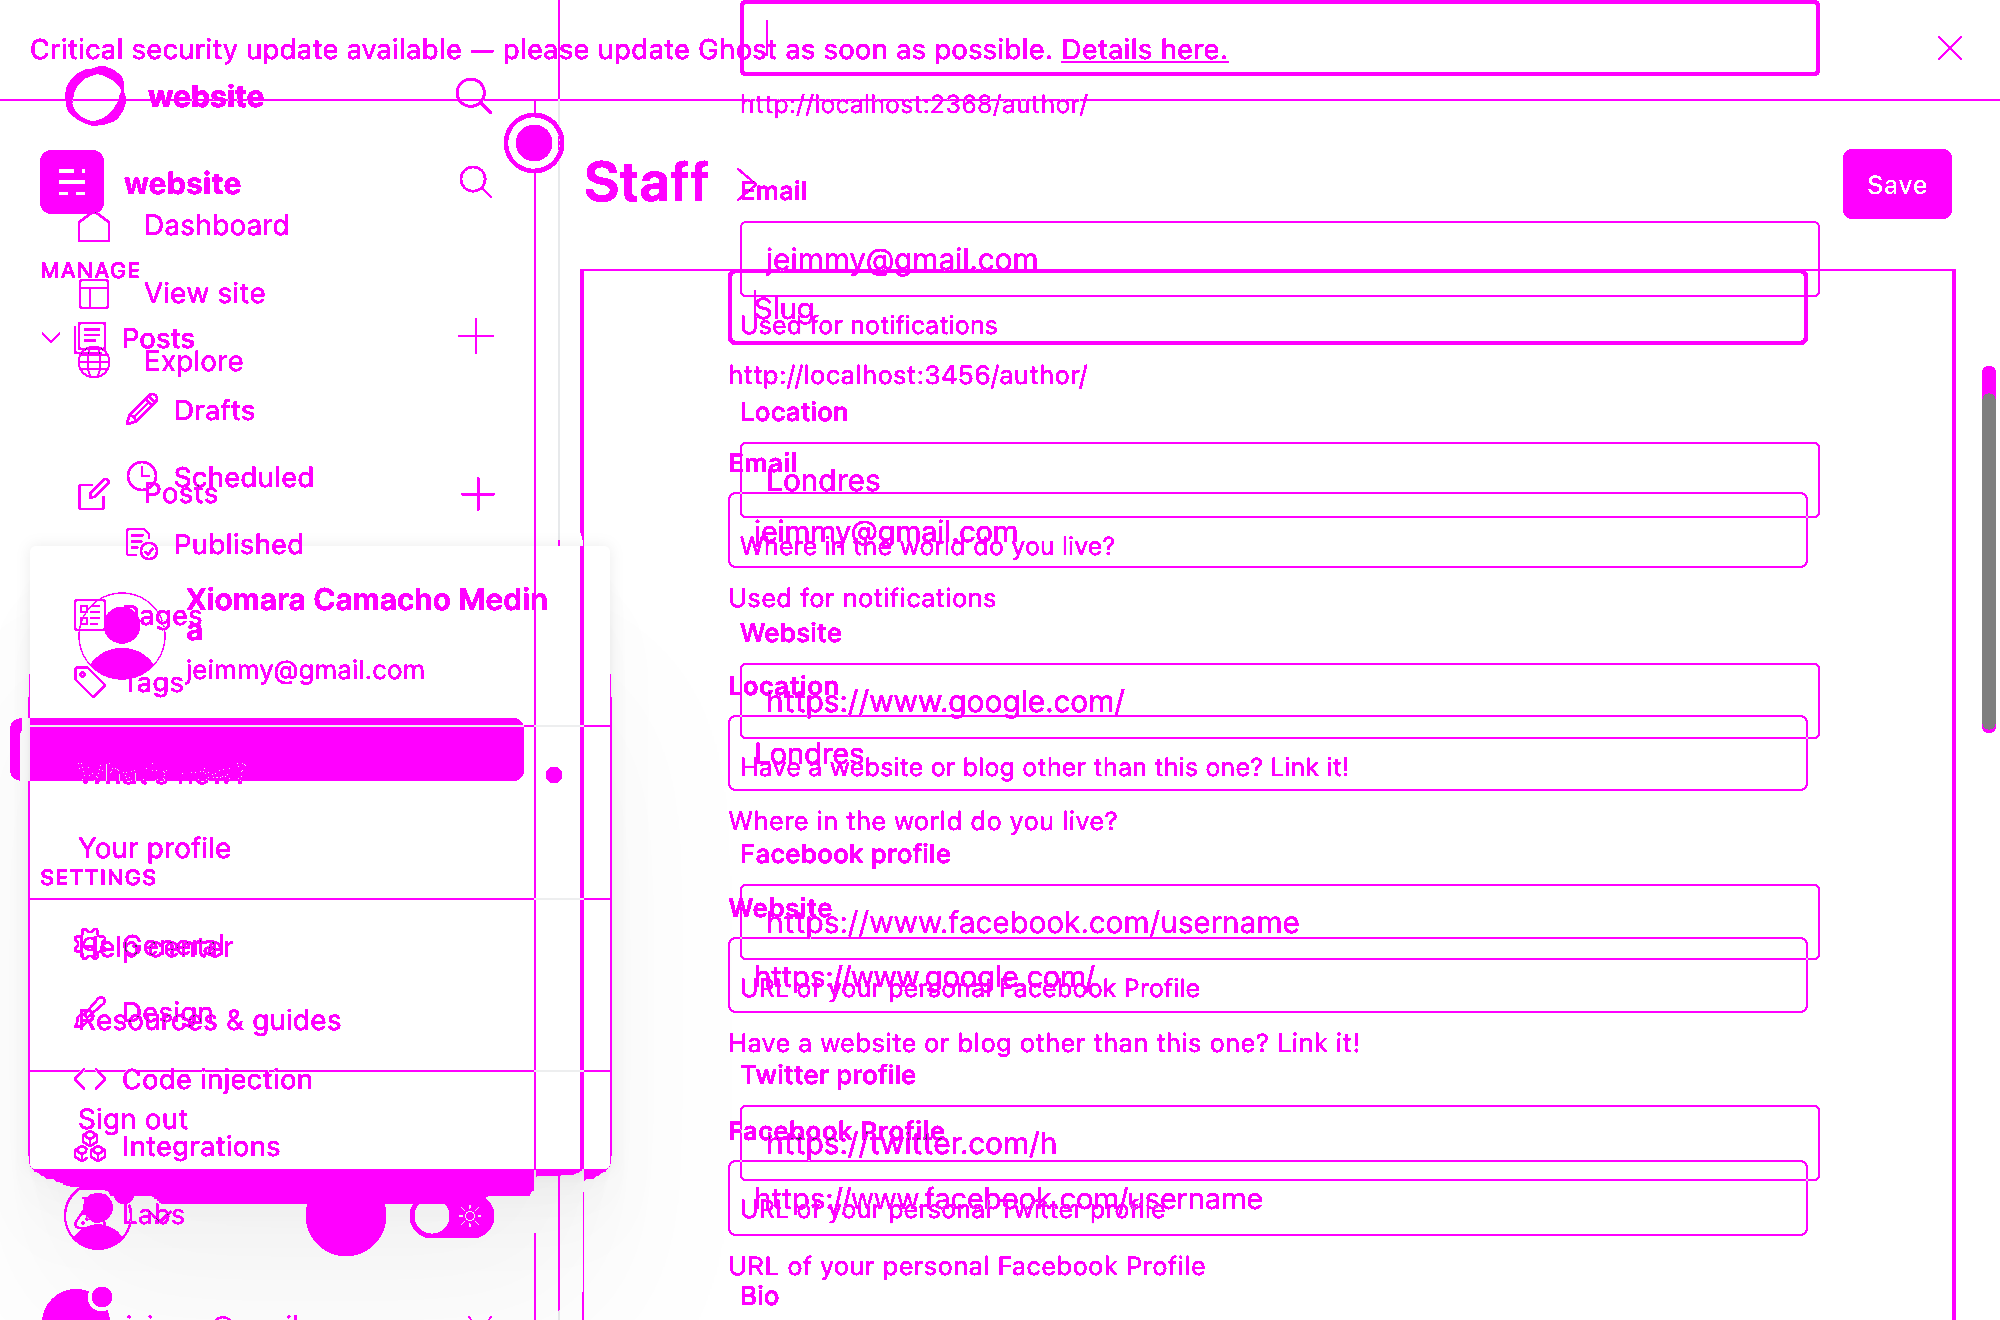 Critical security update available — please update Ghost as soon as possible. Details here.
website
http://localhost:2368/author/
website
Staff
Email
Save
Dashboard
jeimmy@gmail.com
MANAGE
View site
Slug
Used for notifications
Posts
Explore
http://localhost:3456/author/
Drafts
Location
Email
Scheduled
Londres
Posts
jeimmy@gmail.com
Published
Where in the world do you live?
Xiomara Camacho Medin
a
Used for notifications
Pages
Website
jeimmy@gmail.com
Tags
Location
https://www.google.com/
Londres
What's new?
Have a website or blog other than this one? Link it!
Where in the world do you live?
Your profile
Facebook profile
SETTINGS
Website
https://www.facebook.com/username
General
Help center
https://www.google.com/
URL of your personal Facebook Profile
Design
Resources & guides
Have a website or blog other than this one? Link it!
Code injection
Twitter profile
Sign out
Facebook Profile
Integrations
https://twitter.com/h
https://www.facebook.com/username
URL of your personal Twitter profile
Labs
URL of your personal Facebook Profile
Bio